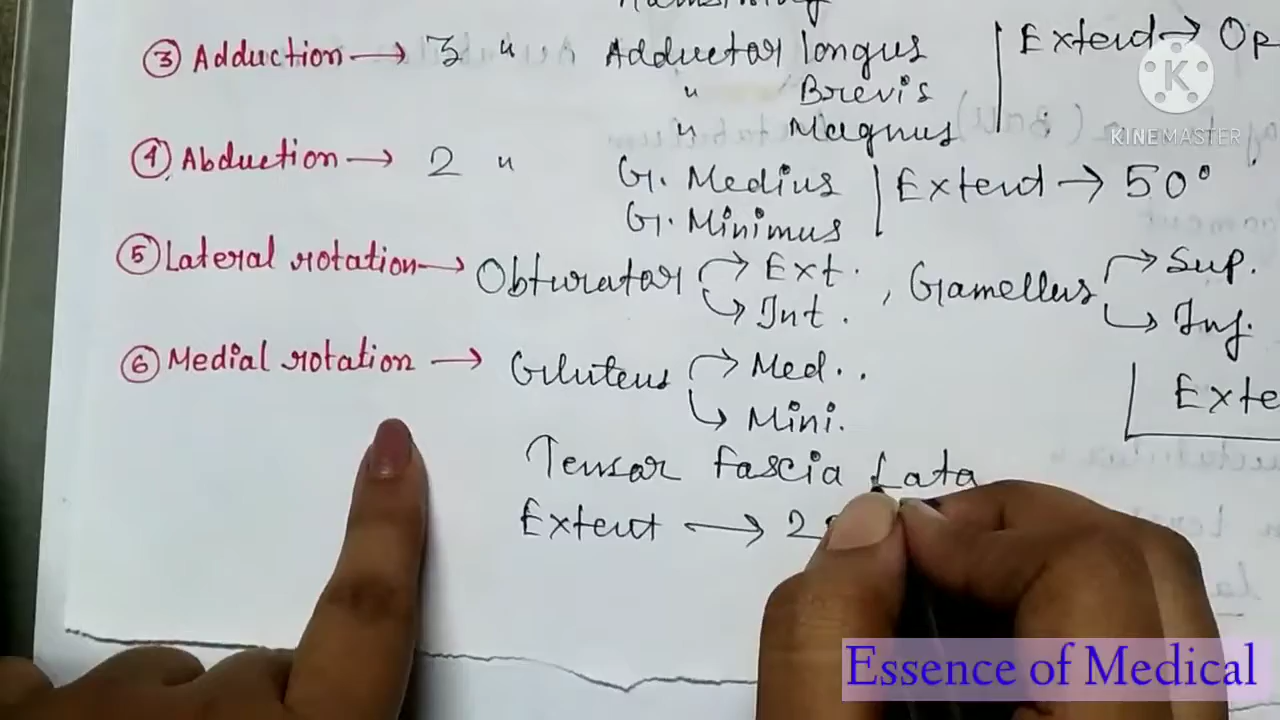 ③ Adduction → 3 " Adductor longus | Extend → Op
" Brevis
" Magnus
KINEMASTER
④ Abduction → 2 " G. Medius | Extend → 50°
G. Minimus
⑤ Lateral rotation → Obturator → Ext. , Gamellus → Sup.
→ Int. → Inf.
⑥ Medial rotation → Gluteus → Med..
→ Mini. Exte
Tensor fascia lata
Extent → 2
Essence of Medical